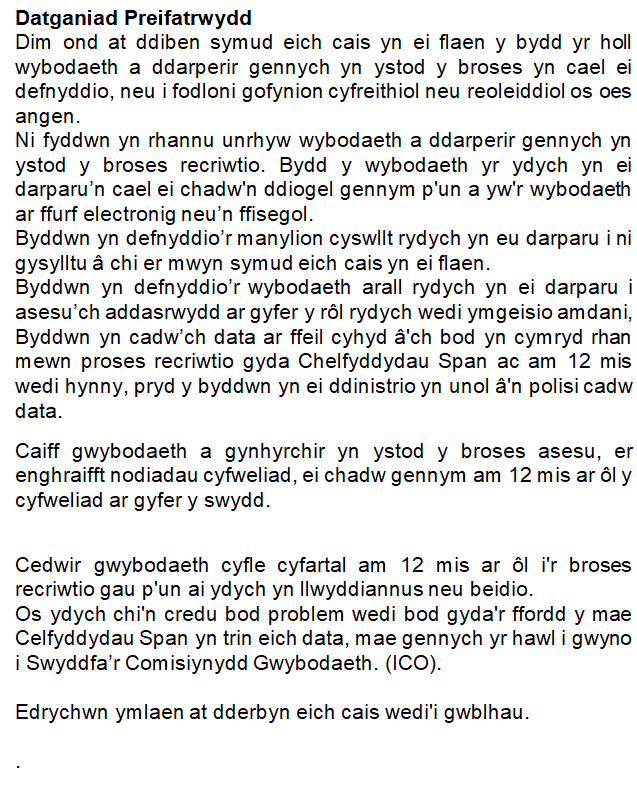 Datganiad Preifatrwydd
Dim ond at ddiben symud eich cais yn ei flaen y bydd yr holl
wybodaeth a ddarperir gennych yn ystod y broses yn cael ei
defnyddio, neu i fodloni gofynion cyfreithiol neu reoleiddiol os oes
angen.
Ni fyddwn yn rhannu unrhyw wybodaeth a ddarperir gennych yn
ystod y broses recriwtio. Bydd y wybodaeth yr ydych yn ei
darparu’n cael ei chadw'n ddiogel gennym p'un a yw'r wybodaeth
ar ffurf electronig neu’n ffisegol.
Byddwn yn defnyddio’r manylion cyswllt rydych yn eu darparu i ni
gysylltu â chi er mwyn symud eich cais yn ei flaen.
Byddwn yn defnyddio’r wybodaeth arall rydych yn ei darparu i
asesu’ch addasrwydd ar gyfer y rôl rydych wedi ymgeisio amdani,
Byddwn yn cadw’ch data ar ffeil cyhyd â'ch bod yn cymryd rhan
mewn proses recriwtio gyda Chelfyddydau Span ac am 12 mis
wedi hynny, pryd y byddwn yn ei ddinistrio yn unol â'n polisi cadw
data.
Caiff gwybodaeth a gynhyrchir yn ystod y broses asesu, er
enghraifft nodiadau cyfweliad, ei chadw gennym am 12 mis ar ôl y
cyfweliad ar gyfer y swydd.
Cedwir gwybodaeth cyfle cyfartal am 12 mis ar ôl i'r broses
recriwtio gau p'un ai ydych yn llwyddiannus neu beidio.
Os ydych chi'n credu bod problem wedi bod gyda'r ffordd y mae
Celfyddydau Span yn trin eich data, mae gennych yr hawl i gwyno
i Swyddfa’r Comisiynydd Gwybodaeth. (ICO).
Edrychwn ymlaen at dderbyn eich cais wedi'i gwblhau.
.